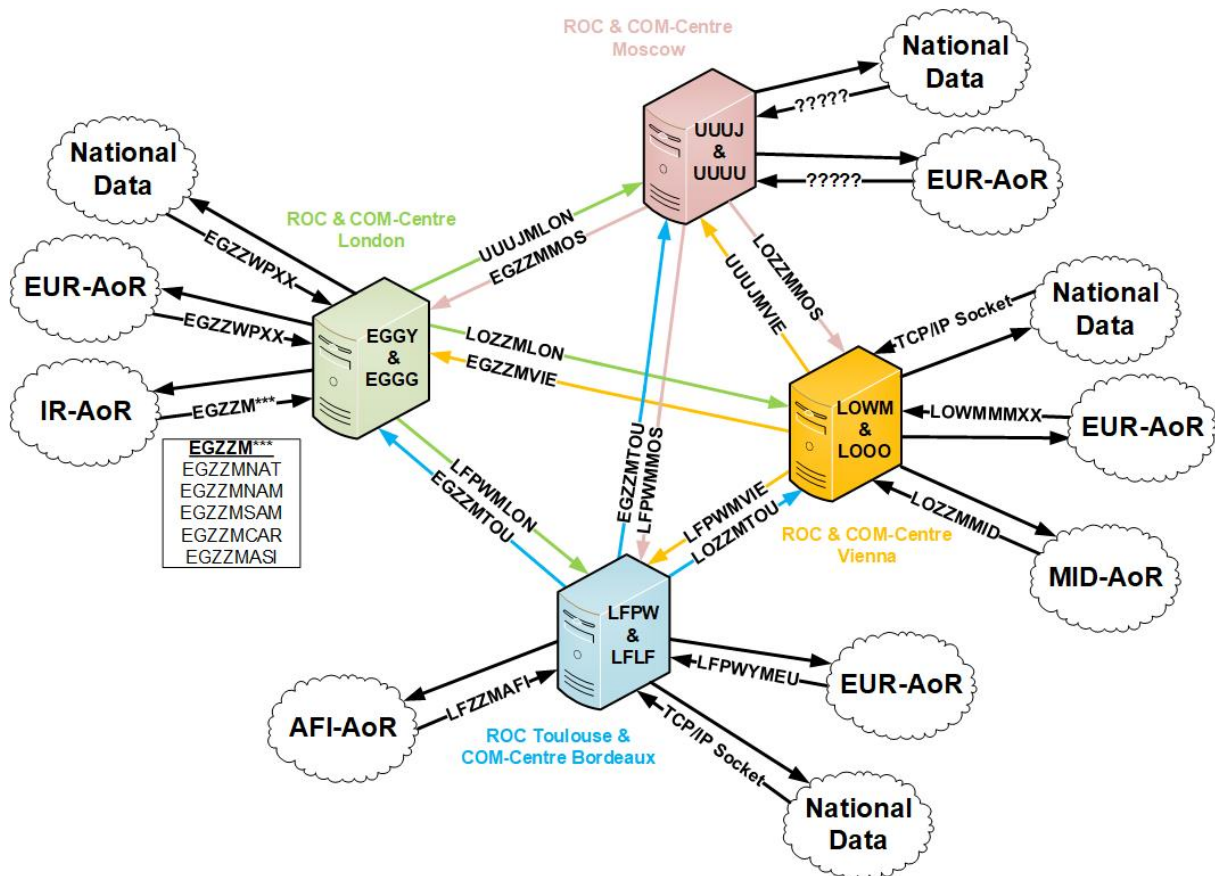 ROC & COM-Centre
Moscow
National
Data
?????
UUUJ
&
UUUU
EUR-AoR
?????
National
Data
EGZZWPXX
ROC & COM-Centre
London
UUUJMLON
EGZZMMOS
LOZZMMOS
UUUJMVIE
EUR-AoR
EGZZWPXX
EGGY
&
EGGG
LOZZMLON
EGZZMVIE
National
Data
TCP/IP Socket
IR-AoR
EGZZM***
EGZZM***
EGZZMNAT
EGZZMNAM
EGZZMSAM
EGZZMCAR
EGZZMASI
LOWM
&
LOOO
LOWMMMXX
EUR-AoR
LFPWMLON
EGZZMTOU
EGZZMTOU
LFPWMMOS
LFPWMVIE
LOZZMTOU
ROC & COM-Centre
Vienna
LOZZMMID
MID-AoR
LFPW
&
LFLF
LFPWYMEU
EUR-AoR
AFI-AoR
LFZZMAFI
ROC Toulouse &
COM-Centre Bordeaux
TCP/IP Socket
National
Data